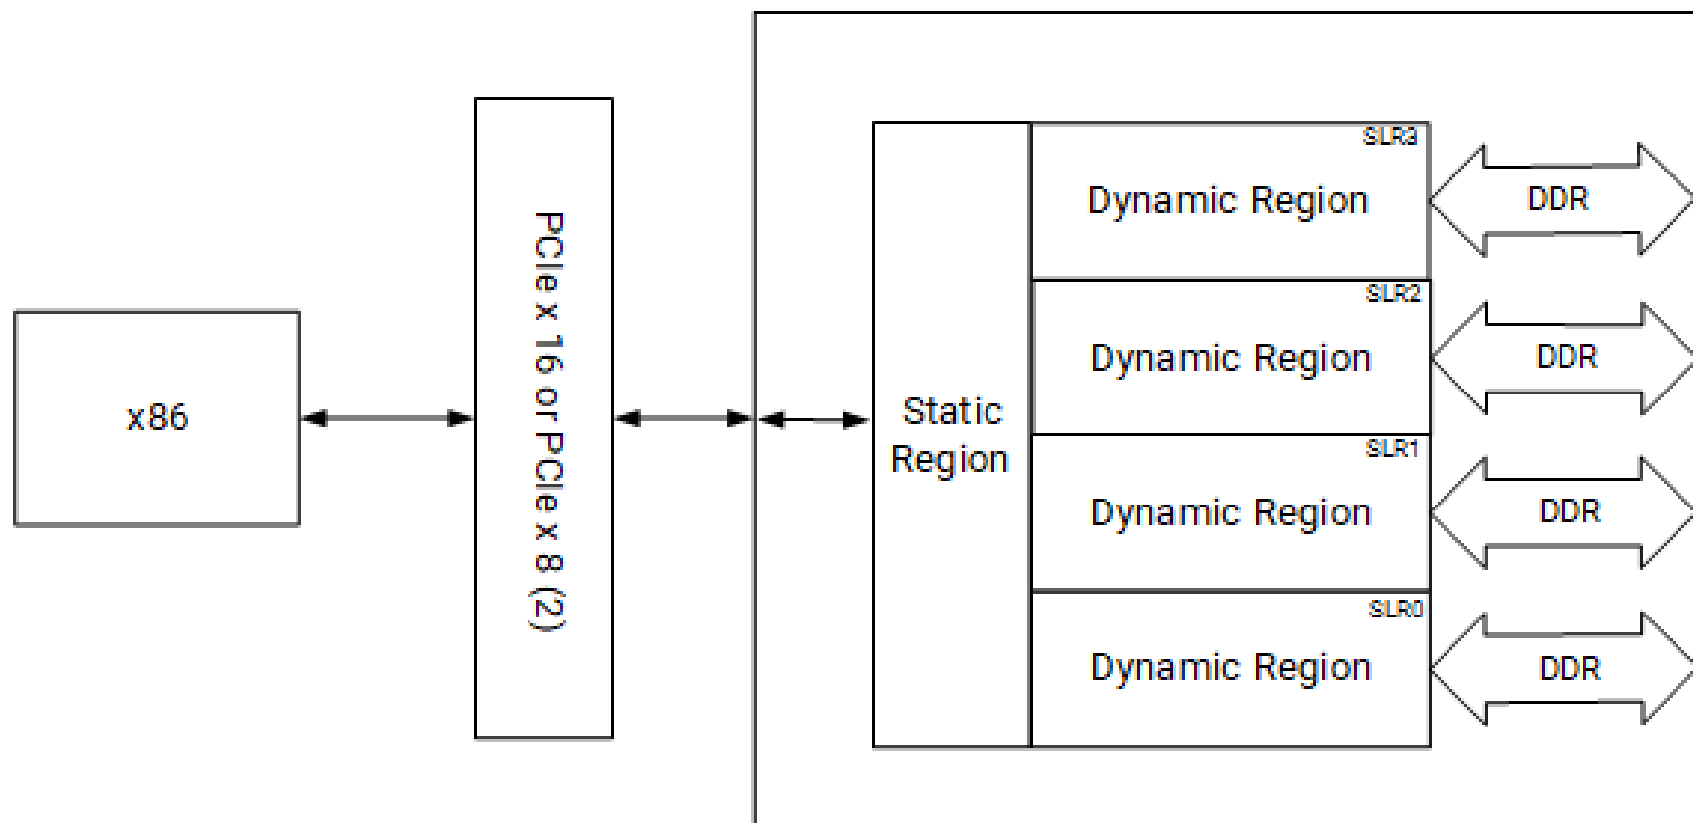 x86
PCIe x 16 or PCIe x 8 (2)
Static
Region
SLR3
Dynamic Region
DDR
SLR2
Dynamic Region
DDR
SLR1
Dynamic Region
DDR
SLR0
Dynamic Region
DDR